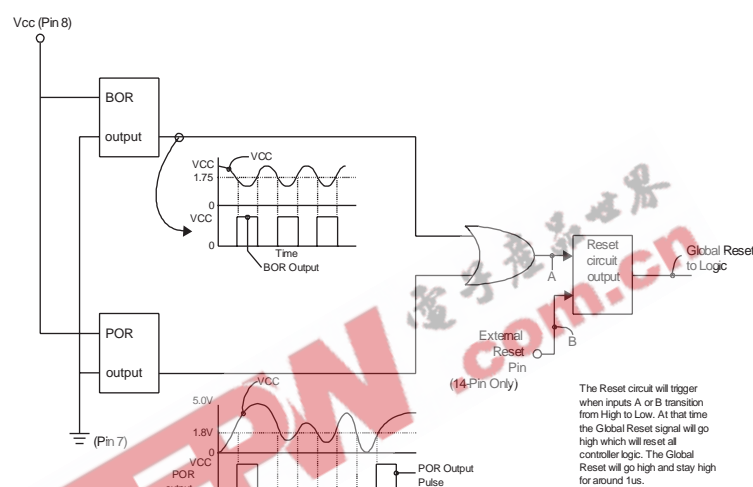 Vcc (Pin 8)
BOR
output
VCC
VCC
1.75
0
VCC
0
Time
BOR Output
POR
output
(Pin 7)
5.0V
VCC
1.8V
0
VCC
POR
POR Output
Pulse
A
Reset
circuit
output
Global Reset
to Logic
External
Reset
Pin
(14-Pin Only)
B
The Reset circuit will trigger
when inputs A or B transition
from High to Low. At that time
the Global Reset signal will go
high which will reset all
controller logic. The Global
Reset will go high and stay high
for around 1us.
.com.cn